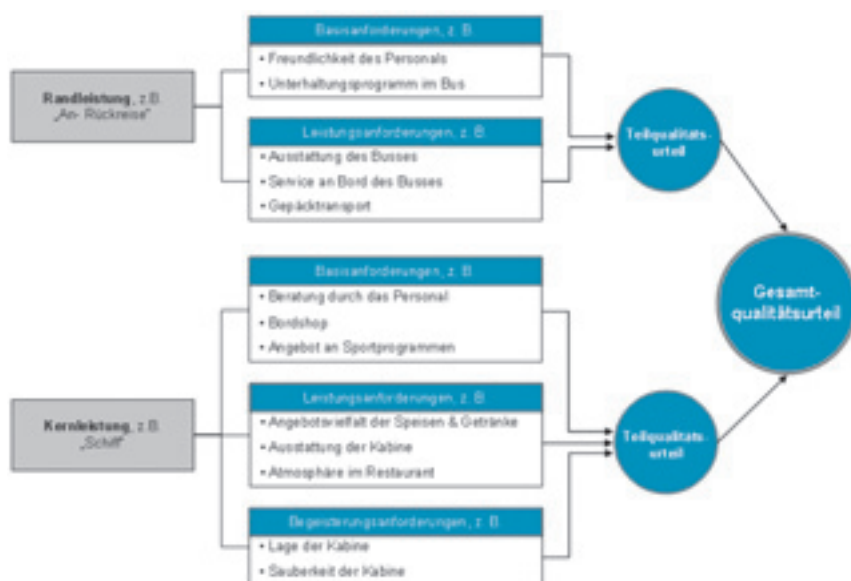 Basisanforderungen, z. B.
• Freundlichkeit des Personals
• Unterhaltungsprogramm im Bus
Randleistung, z.B.
„An- Rückreise"
Leistungsanforderungen, z. B.
• Ausstattung des Busses
• Service an Bord des Busses
• Gepäcktransport
Teilqualitäts-
urteil
Basisanforderungen, z. B.
• Beratung durch das Personal
• Bordshop
• Angebot an Sportprogrammen
Gesamt-
qualitätsurteil
Kernleistung, z.B.
„Schiff"
Leistungsanforderungen, z. B.
• Angebotsvielfalt der Speisen & Getränke
• Ausstattung der Kabine
• Atmosphäre im Restaurant
Teilqualitäts-
urteil
Begeisterungsanforderungen, z. B.
• Lage der Kabine
• Sauberkeit der Kabine